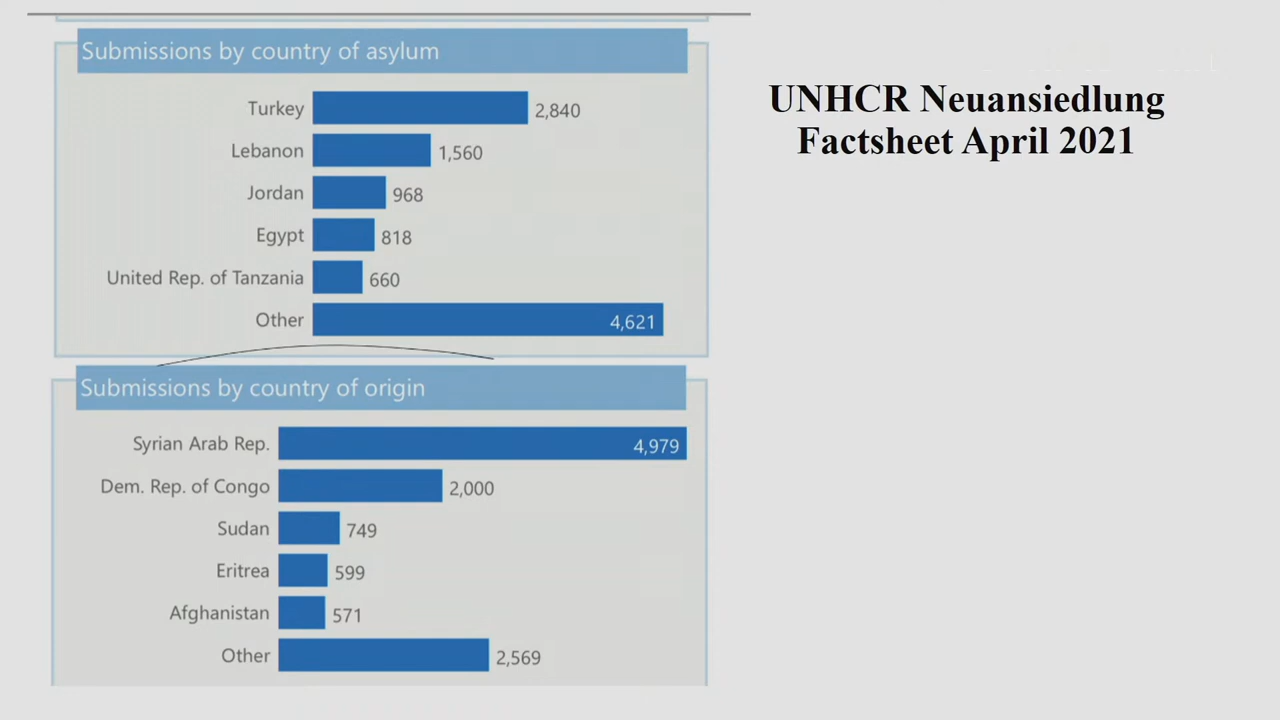 Submissions by country of asylum
Turkey 2,840
Lebanon 1,560
Jordan 968
Egypt 818
United Rep. of Tanzania 660
Other 4,621
Submissions by country of origin
Syrian Arab Rep. 4,979
Dem. Rep. of Congo 2,000
Sudan 749
Eritrea 599
Afghanistan 571
Other 2,569
UNHCR Neuansiedlung
Factsheet April 2021